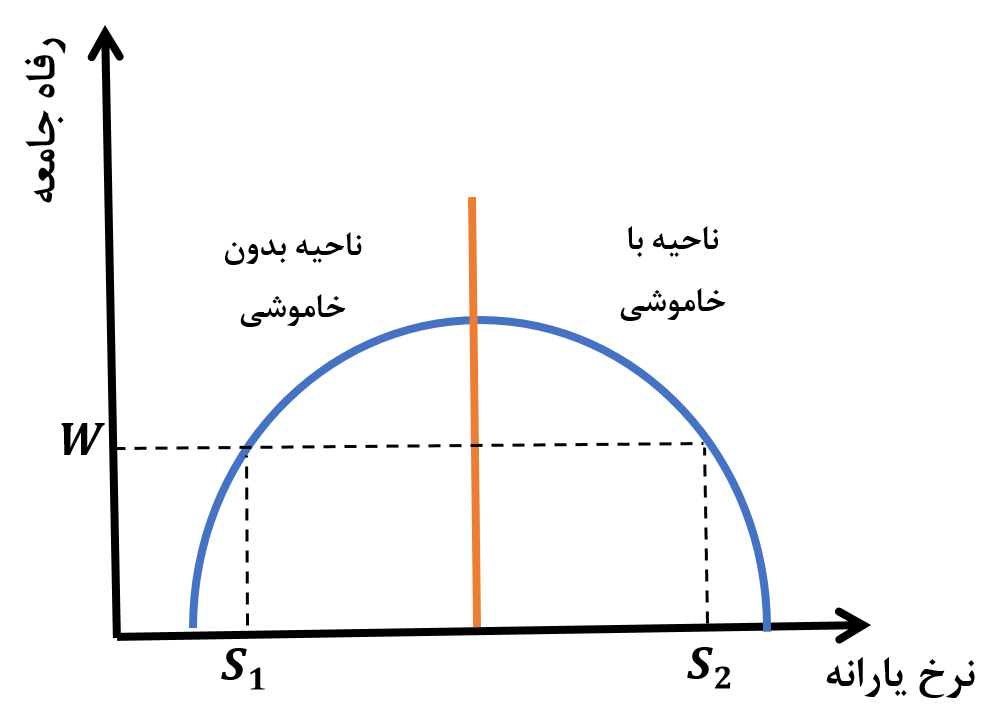 رفاه جامعه
ناحیه بدون
خاموشی
ناحیه با
خاموشی
W
S1
S2
نرخ یارانه